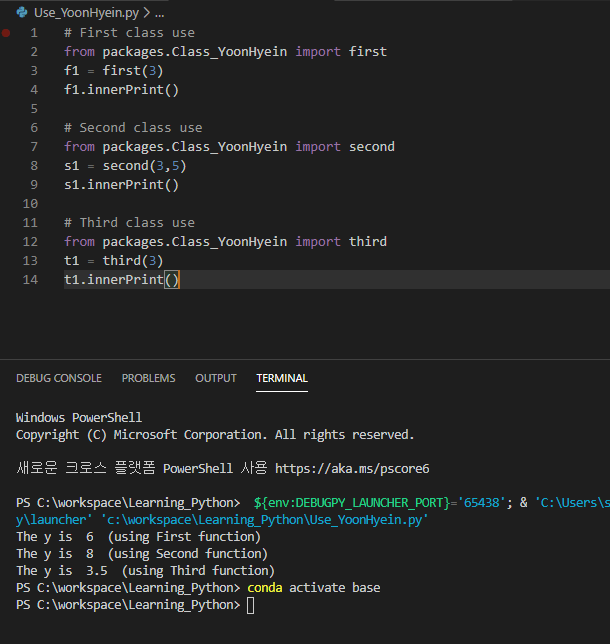 Use_YoonHyein.py > ...
1 # First class use
2 from packages.Class_YoonHyein import first
3 f1 = first(3)
4 f1.innerPrint()
5
6 # Second class use
7 from packages.Class_YoonHyein import second
8 s1 = second(3,5)
9 s1.innerPrint()
10
11 # Third class use
12 from packages.Class_YoonHyein import third
13 t1 = third(3)
14 t1.innerPrint()
DEBUG CONSOLE PROBLEMS OUTPUT TERMINAL
Windows PowerShell
Copyright (C) Microsoft Corporation. All rights reserved.
새로운 크로스 플랫폼 PowerShell 사용 https://aka.ms/pscore6
PS C:\workspace\Learning_Python>  ${env:DEBUGPY_LAUNCHER_PORT}='65438'; & 'C:\Users\s
y\launcher' 'c:\workspace\Learning_Python\Use_YoonHyein.py'
The y is  6  (using First function)
The y is  8  (using Second function)
The y is  3.5  (using Third function)
PS C:\workspace\Learning_Python> conda activate base
PS C:\workspace\Learning_Python>